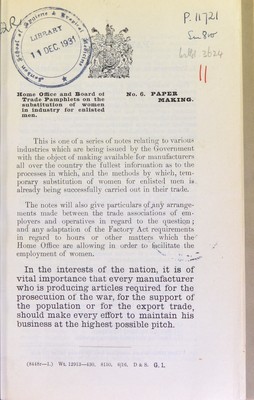 P. 11721
LIBRARY
11 DEC. 1931
11
Home Office and Board of
Trade Pamphlets on the
substitution of women
in industry for enlisted
men.
No. 6. PAPER
MAKING.
This is one of a series of notes relating to various
industries which are being issued by the Government
with the object of making available for manufacturers
all over the country the fullest information as to the
processes in which, and the methods by which, tem-
porary substitution of women for enlisted men is
already being successfully carried out in their trade.
The notes will also give particulars of any arrange-
ments made between the trade associations of em-
ployers and operatives in regard to the question;
and any adaptation of the Factory Act requirements
in regard to hours or other matters which the
Home Office are allowing in order to facilitate the
employment of women.
In the interests of the nation, it is of
vital importance that every manufacturer
who is producing articles required for the
prosecution of the war, for the support of
the population or for the export trade,
should make every effort to maintain his
business at the highest possible pitch.
Wt. D & S. G. 1.